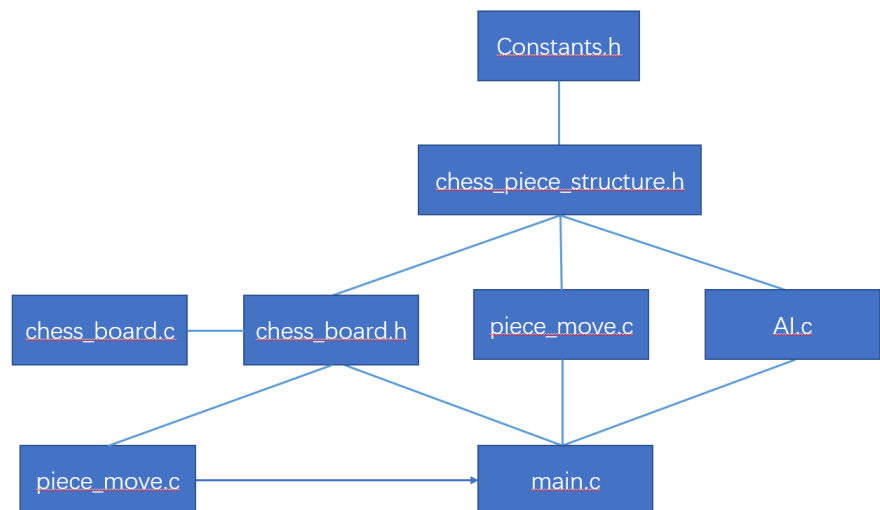 Constants.h
chess_piece_structure.h
chess_board.c
chess_board.h
piece_move.c
AI.c
piece_move.c
main.c